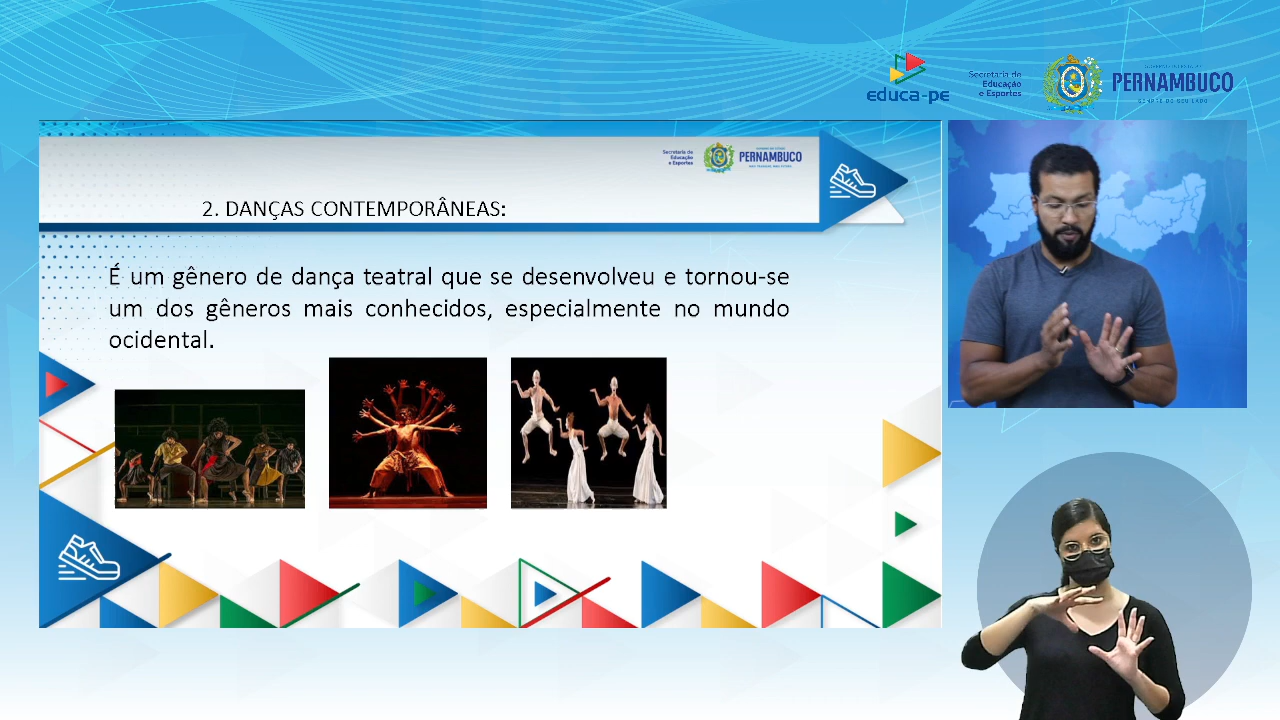 educa-pe
Secretaria de
Educação
e Esportes
PERNAMBUCO
Secretaria de
Educação
e Esportes
PERNAMBUCO
2. DANÇAS CONTEMPORÂNEAS:
É um gênero de dança teatral que se desenvolveu e tornou-se
um dos gêneros mais conhecidos, especialmente no mundo
ocidental.